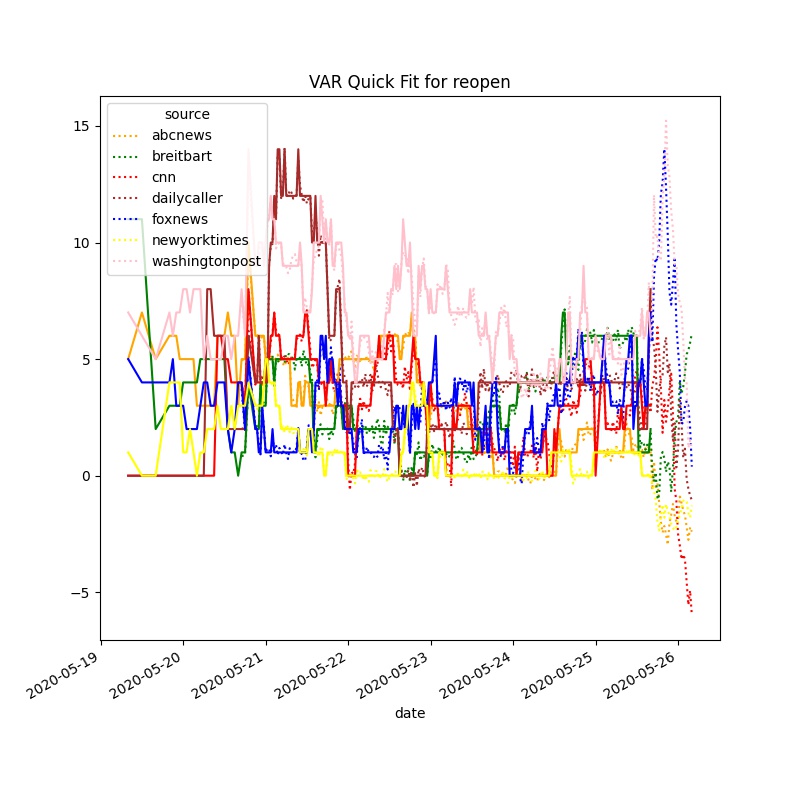 VAR Quick Fit for reopen
source
abcnews
breitbart
cnn
dailycaller
foxnews
newyorktimes
washingtonpost
15
10
5
0
−5
2020-05-19
2020-05-20
2020-05-21
2020-05-22
2020-05-23
2020-05-24
2020-05-25
2020-05-26
date